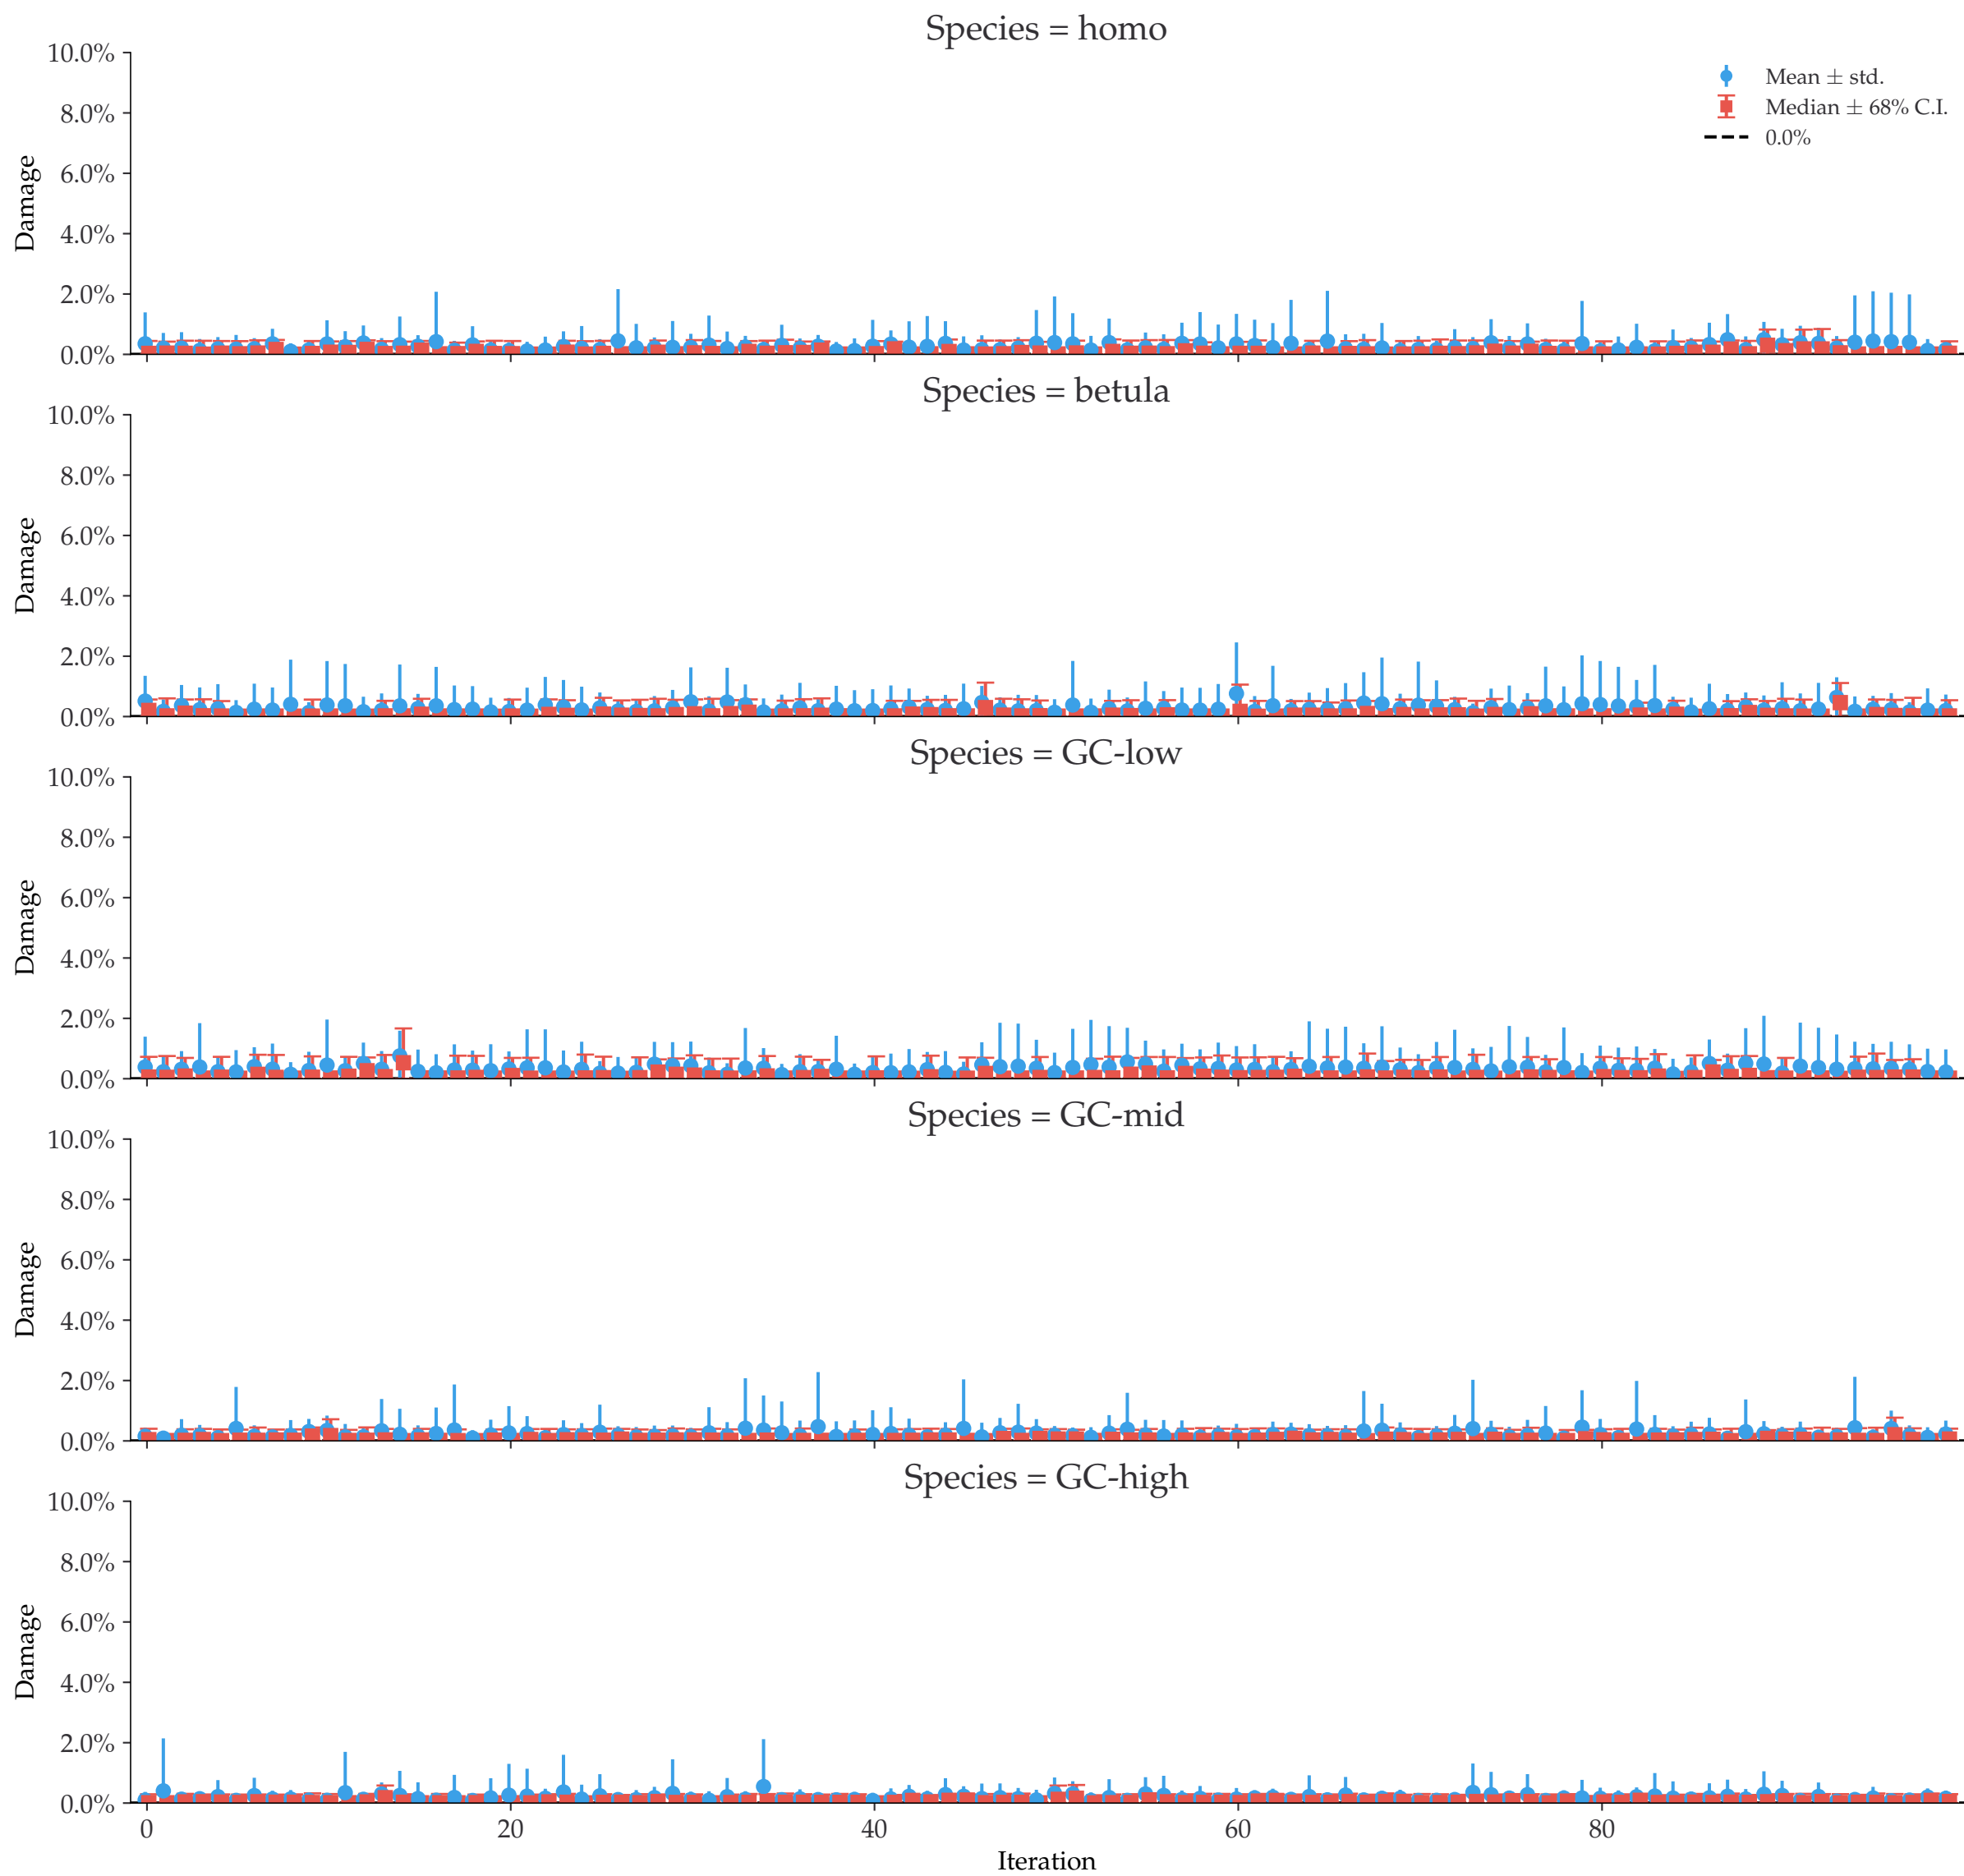 Species = homo
10.0%
8.0%
6.0%
4.0%
2.0%
0.0%
Damage
Mean ± std.
Median ± 68% C.I.
0.0%
Species = betula
10.0%
8.0%
6.0%
4.0%
2.0%
0.0%
Damage
Species = GC-low
10.0%
8.0%
6.0%
4.0%
2.0%
0.0%
Damage
Species = GC-mid
10.0%
8.0%
6.0%
4.0%
2.0%
0.0%
Damage
Species = GC-high
10.0%
8.0%
6.0%
4.0%
2.0%
0.0%
Damage
0 20 40 60 80
Iteration